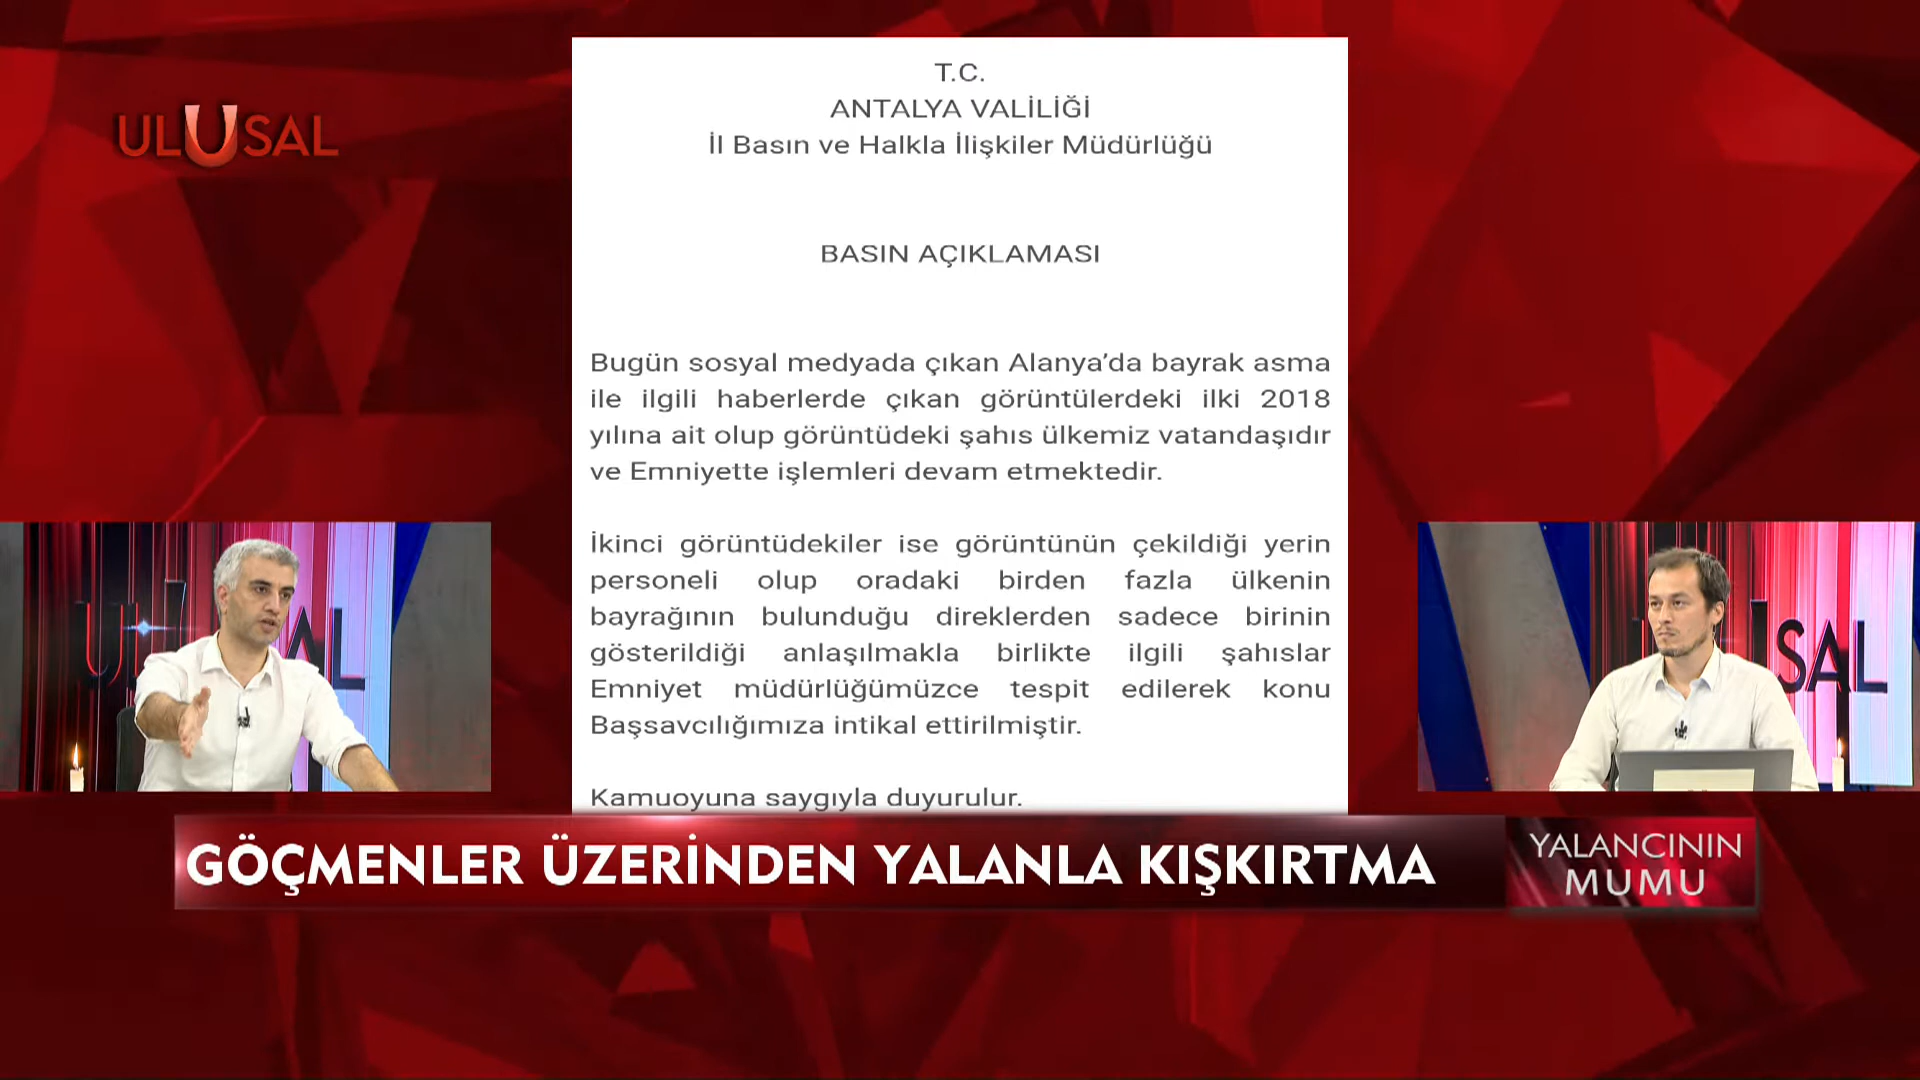 ULUSAL
T.C.
ANTALYA VALİLİĞİ
İl Basın ve Halkla İlişkiler Müdürlüğü
BASIN AÇIKLAMASI
Bugün sosyal medyada çıkan Alanya’da bayrak asma
ile ilgili haberlerde çıkan görüntülerdeki ilki 2018
yılına ait olup görüntüdeki şahıs ülkemiz vatandaşıdır
ve Emniyette işlemleri devam etmektedir.
İkinci görüntüdekiler ise görüntünün çekildiği yerin
personeli olup oradaki birden fazla ülkenin
bayrağının bulunduğu direklerden sadece birinin
gösterildiği anlaşılmakla birlikte ilgili şahıslar
Emniyet müdürlüğümüzce tespit edilerek konu
Başsavcılığımıza intikal ettirilmiştir.
Kamuoyuna saygıyla duyurulur.
GÖÇMENLER ÜZERİNDEN YALANLA KIŞKIRTMA
YALANCININ
MUMU